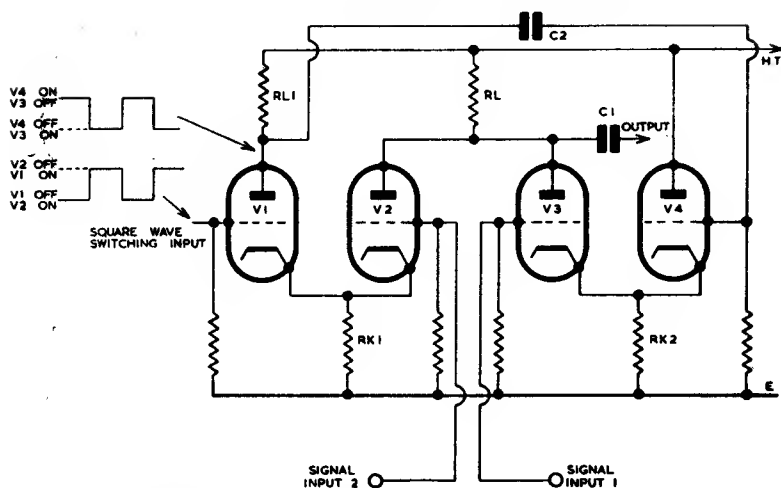 C2
HT
V4 ON
V3 OFF
V4 OFF
V3 ON
V2 OFF
V1 ON
V1 OFF
V2 ON
SQUARE WAVE
SWITCHING INPUT
RL1
RL
C1
OUTPUT
V1
V2
V3
V4
RK1
RK2
E
SIGNAL
INPUT 2
SIGNAL
INPUT 1